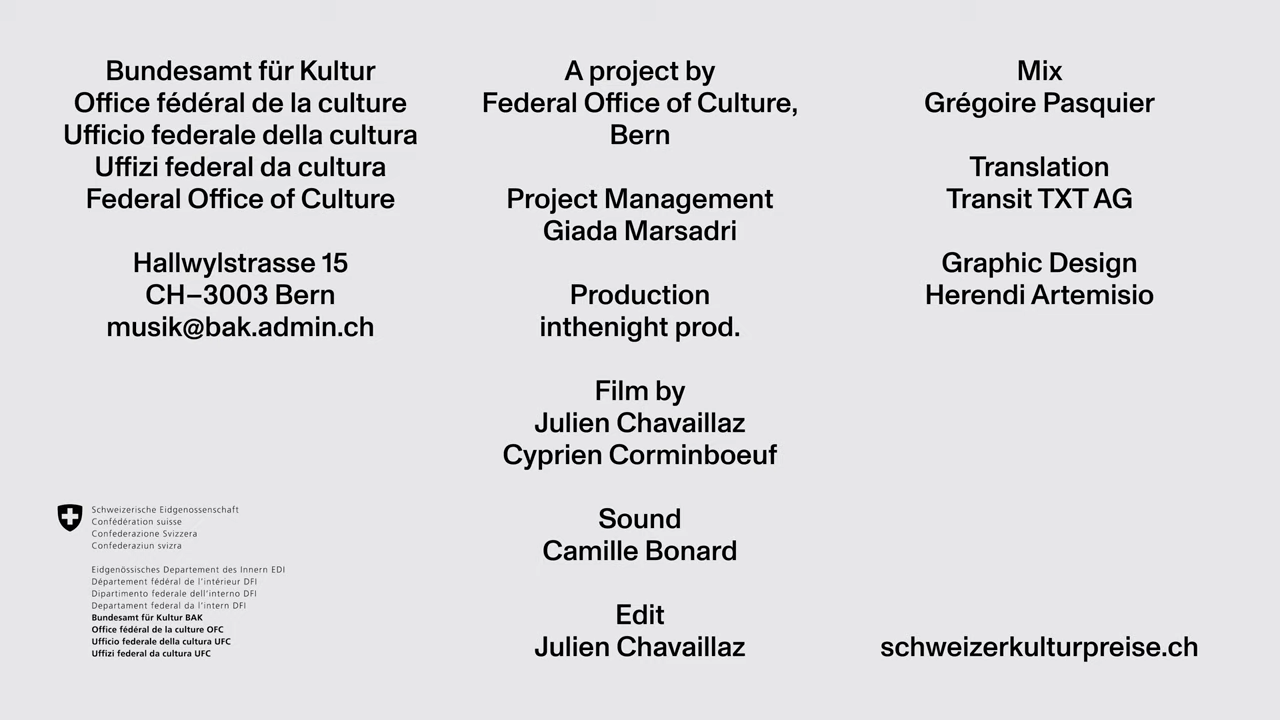 Bundesamt für Kultur
Office fédéral de la culture
Ufficio federale della cultura
Uffizi federal da cultura
Federal Office of Culture
Hallwylstrasse 15
CH–3003 Bern
musik@bak.admin.ch
Schweizerische Eidgenossenschaft
Confédération suisse
Confederazione Svizzera
Confederaziun svizra
Eidgenössisches Departement des Innern EDI
Département fédéral de l'intérieur DFI
Dipartimento federale dell'interno DFI
Departament federal da l'intern DFI
Bundesamt für Kultur BAK
Office fédéral de la culture OFC
Ufficio federale della cultura UFC
Uffizi federal da cultura UFC
A project by
Federal Office of Culture,
Bern
Project Management
Giada Marsadri
Production
inthenight prod.
Film by
Julien Chavaillaz
Cyprien Corminboeuf
Sound
Camille Bonard
Edit
Julien Chavaillaz
Mix
Grégoire Pasquier
Translation
Transit TXT AG
Graphic Design
Herendi Artemisio
schweizerkulturpreise.ch